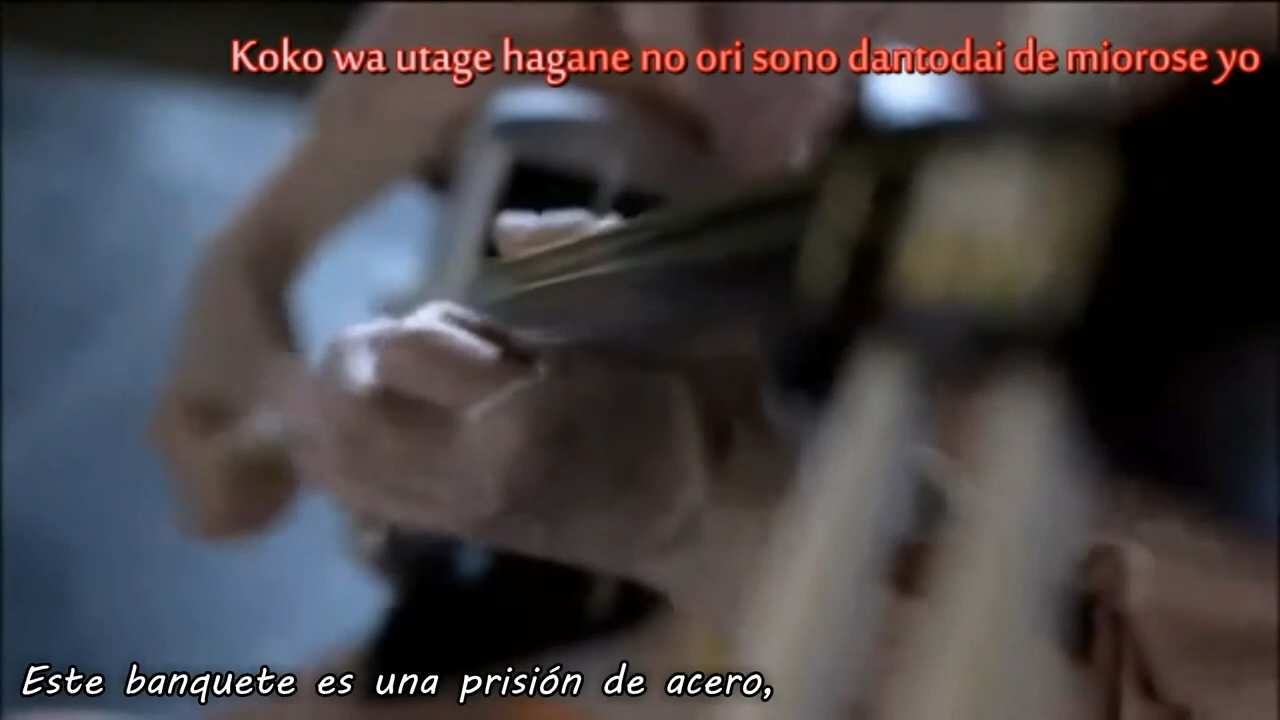 Koko wa utage hagane no ori sono dantodai de miorose yo
Este banquete es una prisión de acero,